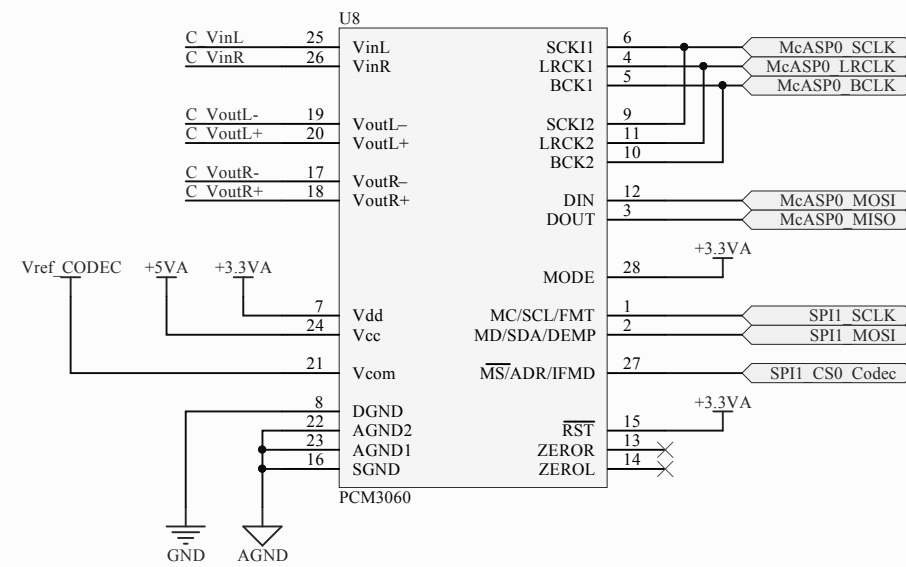 U8
C_VinL 25 VinL SCKI1 6 McASP0_SCLK
C_VinR 26 VinR LRCK1 4 McASP0_LRCLK
BCK1 5 McASP0_BCLK
C_VoutL- 19 VoutL– SCKI2 9
C_VoutL+ 20 VoutL+ LRCK2 11
BCK2 10
C_VoutR- 17 VoutR–
C_VoutR+ 18 VoutR+ DIN 12 McASP0_MOSI
DOUT 3 McASP0_MISO
+3.3VA
Vref_CODEC +5VA +3.3VA MODE 28
7 Vdd MC/SCL/FMT 1 SPI1_SCLK
24 Vcc MD/SDA/DEMP 2 SPI1_MOSI
21 Vcom MS/ADR/IFMD 27 SPI1_CS0_Codec
+3.3VA
8 DGND
22 AGND2 RST 15
23 AGND1 ZEROR 13
16 SGND ZEROL 14
PCM3060
GND AGND